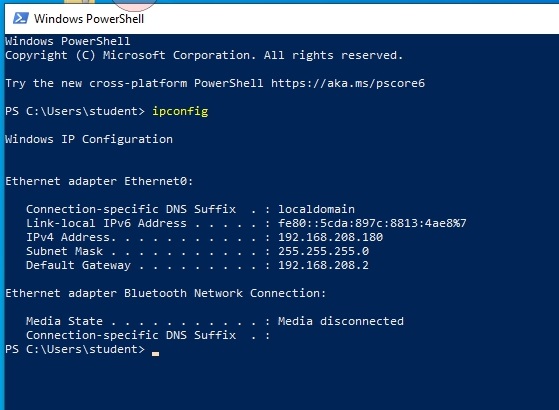 Windows PowerShell
Windows PowerShell
Copyright (C) Microsoft Corporation. All rights reserved.
Try the new cross-platform PowerShell https://aka.ms/pscore6
PS C:\Users\student> ipconfig
Windows IP Configuration
Ethernet adapter Ethernet0:
Connection-specific DNS Suffix . : localdomain
Link-local IPv6 Address . . . . . : fe80::5cda:897c:8813:4ae8%7
IPv4 Address. . . . . . . . . . . : 192.168.208.180
Subnet Mask . . . . . . . . . . . : 255.255.255.0
Default Gateway . . . . . . . . . : 192.168.208.2
Ethernet adapter Bluetooth Network Connection:
Media State . . . . . . . . . . . : Media disconnected
Connection-specific DNS Suffix . :
PS C:\Users\student>